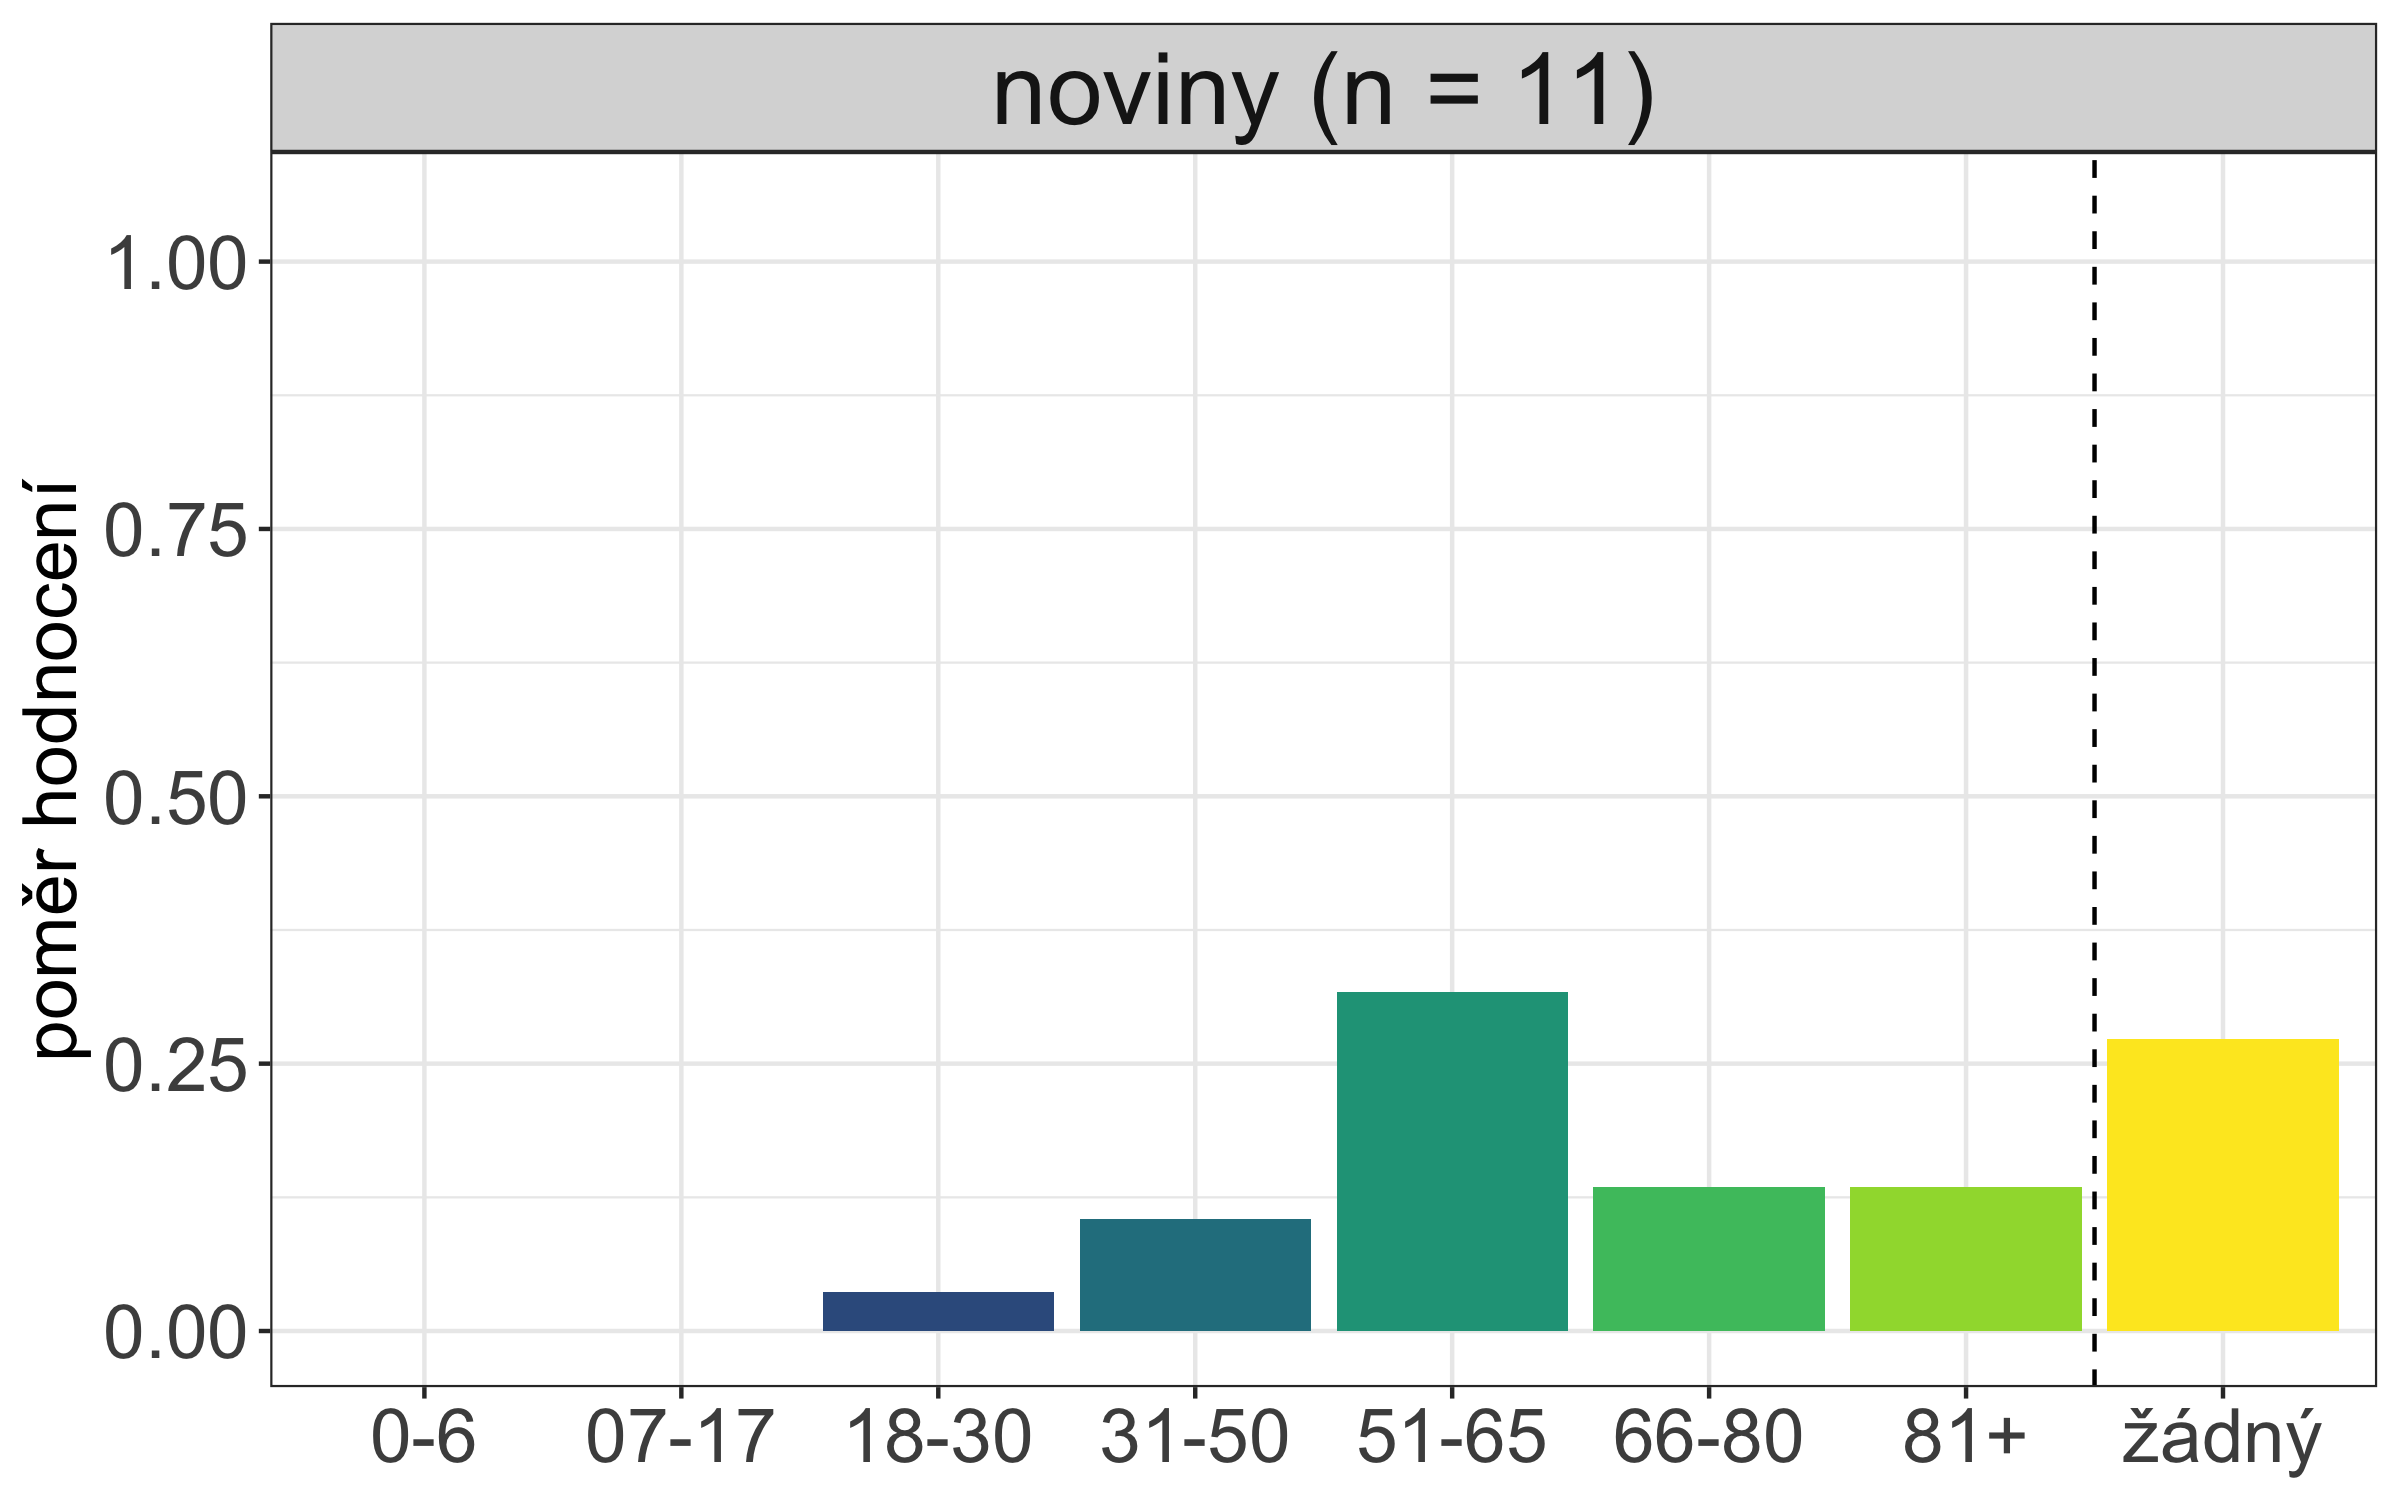 noviny (n = 11)
poměr hodnocení
1.00
0.75
0.50
0.25
0.00
0-6 07-17 18-30 31-50 51-65 66-80 81+ žádný